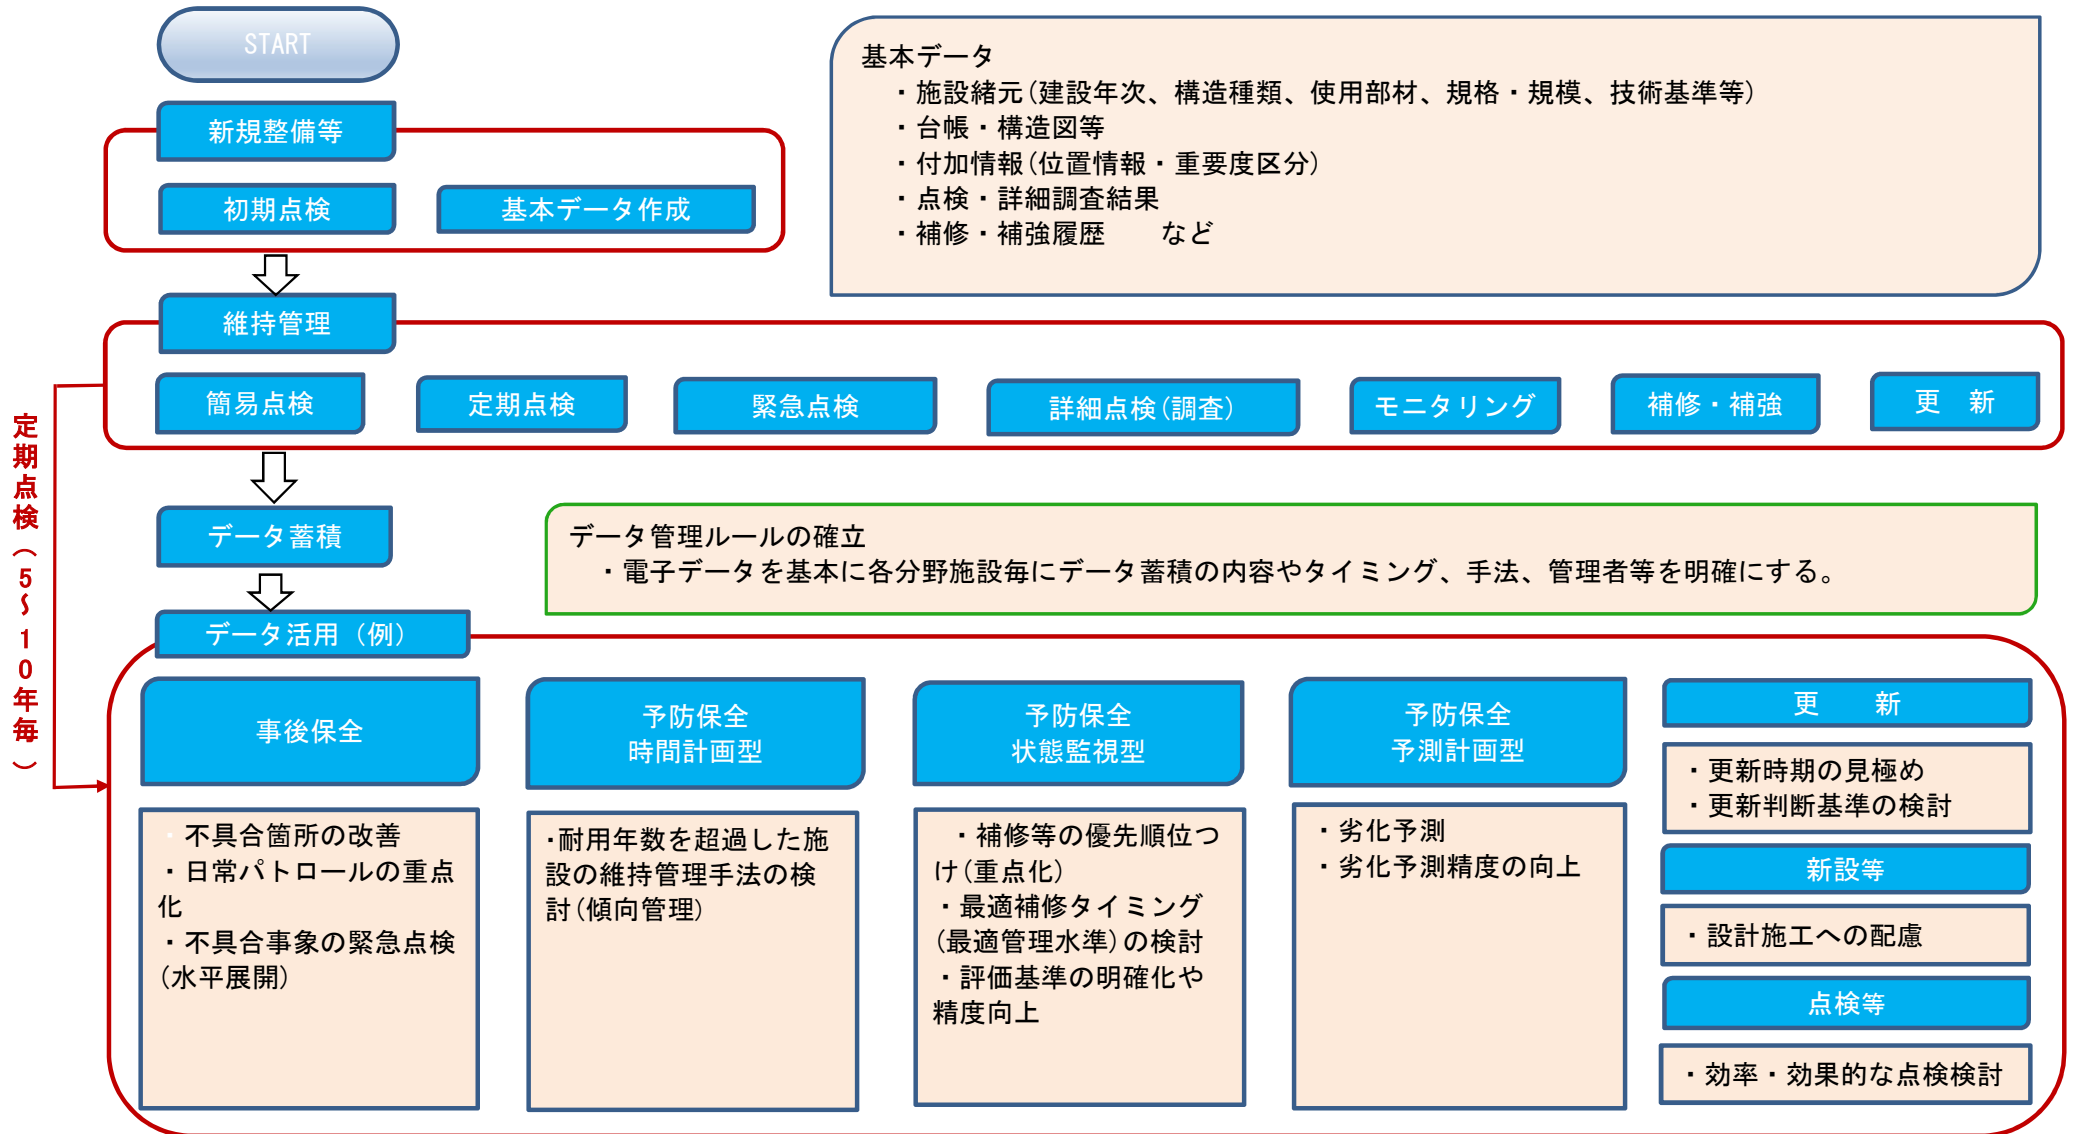 START
新規整備等
初期点検
基本データ作成
基本データ
・施設緒元(建設年次、構造種類、使用部材、規格・規模、技術基準等)
・台帳・構造図等
・付加情報(位置情報・重要度区分)
・点検・詳細調査結果
・補修・補強履歴　　など
維持管理
簡易点検
定期点検
緊急点検
詳細点検(調査)
モニタリング
補修・補強
更　新
定期点検(5~10年毎)
データ蓄積
データ管理ルールの確立
・電子データを基本に各分野施設毎にデータ蓄積の内容やタイミング、手法、管理者等を明確にする。
データ活用(例)
事後保全
・不具合箇所の改善
・日常パトロールの重点
化
・不具合事象の緊急点検
(水平展開)
予防保全
時間計画型
・耐用年数を超過した施
設の維持管理手法の検
討(傾向管理)
予防保全
状態監視型
・補修等の優先順位つ
け(重点化)
・最適補修タイミング
(最適管理水準)の検討
・評価基準の明確化や
精度向上
予防保全
予測計画型
・劣化予測
・劣化予測精度の向上
更　　新
・更新時期の見極め
・更新判断基準の検討
新設等
・設計施工への配慮
点検等
・効率・効果的な点検検討